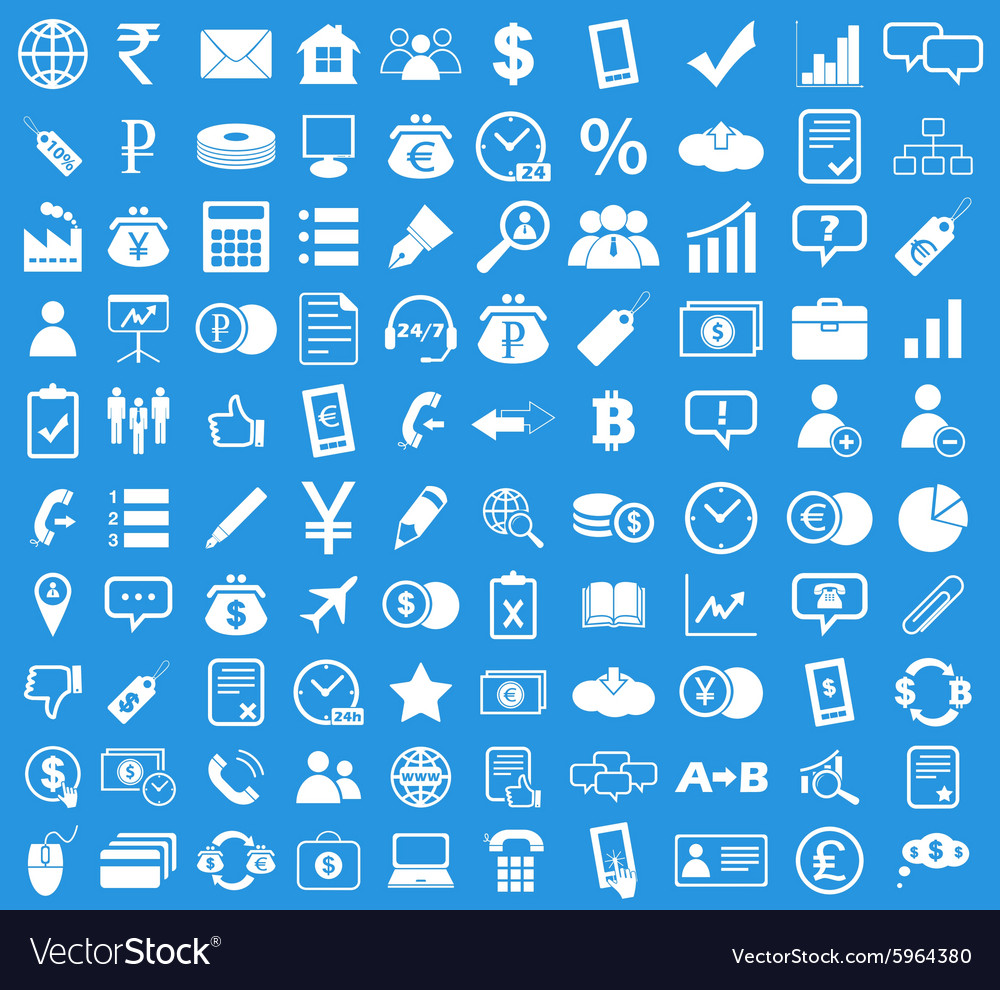 ₹ $
10% ₽ € 24 %
¥ ? €
₽ 24/7 ₽ $
€ ₿ !
1 ¥ $ €
2
3
... $ $ x
$ x 24h € ¥ $ $ ₿
$ $ www A→B
$ € $ £ $ $ $
VectorStock®
VectorStock.com/5964380